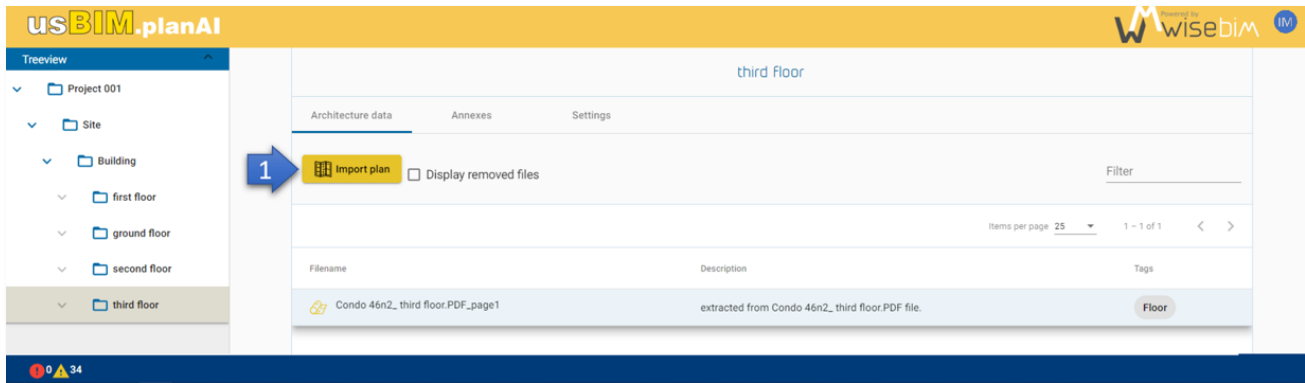 usBIM.planAI
Powered by
wisebim
IM
Treeview
Project 001
Site
Building
first floor
ground floor
second floor
third floor
third floor
Architecture data Annexes Settings
1
Import plan
Display removed files
Filter
Items per page 25 1 – 1 of 1
Filename Description Tags
Condo 46n2_ third floor.PDF_page1 extracted from Condo 46n2_ third floor.PDF file. Floor
! 0 ! 34